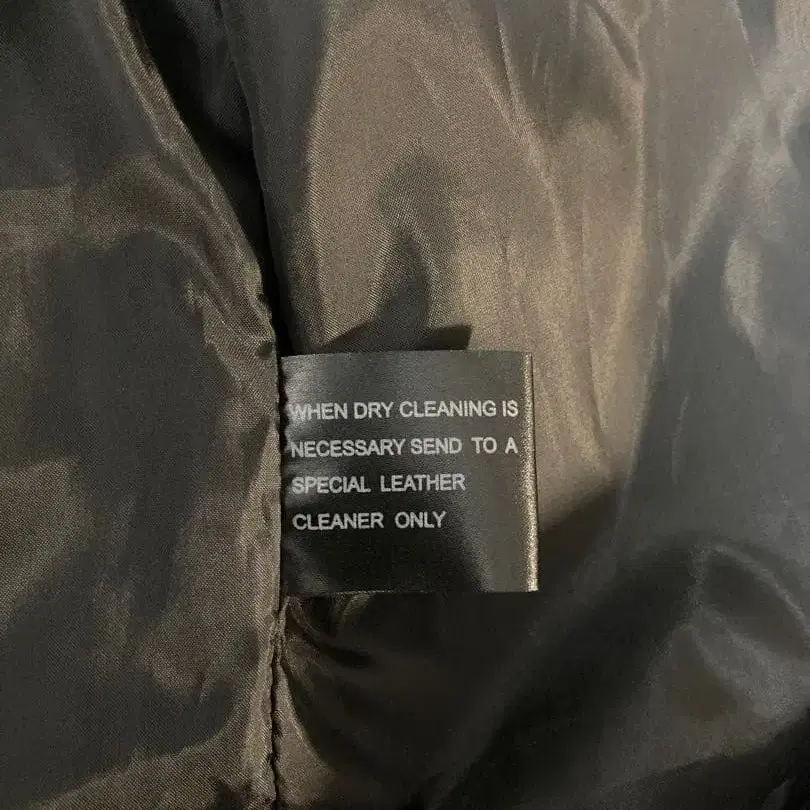 WHEN DRY CLEANING IS
NECESSARY SEND TO A
SPECIAL LEATHER
CLEANER ONLY